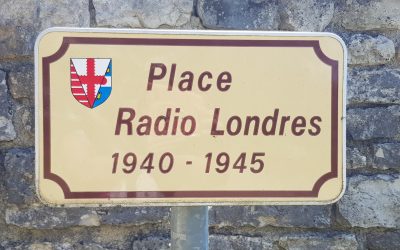 Place
Radio Londres
1940 - 1945